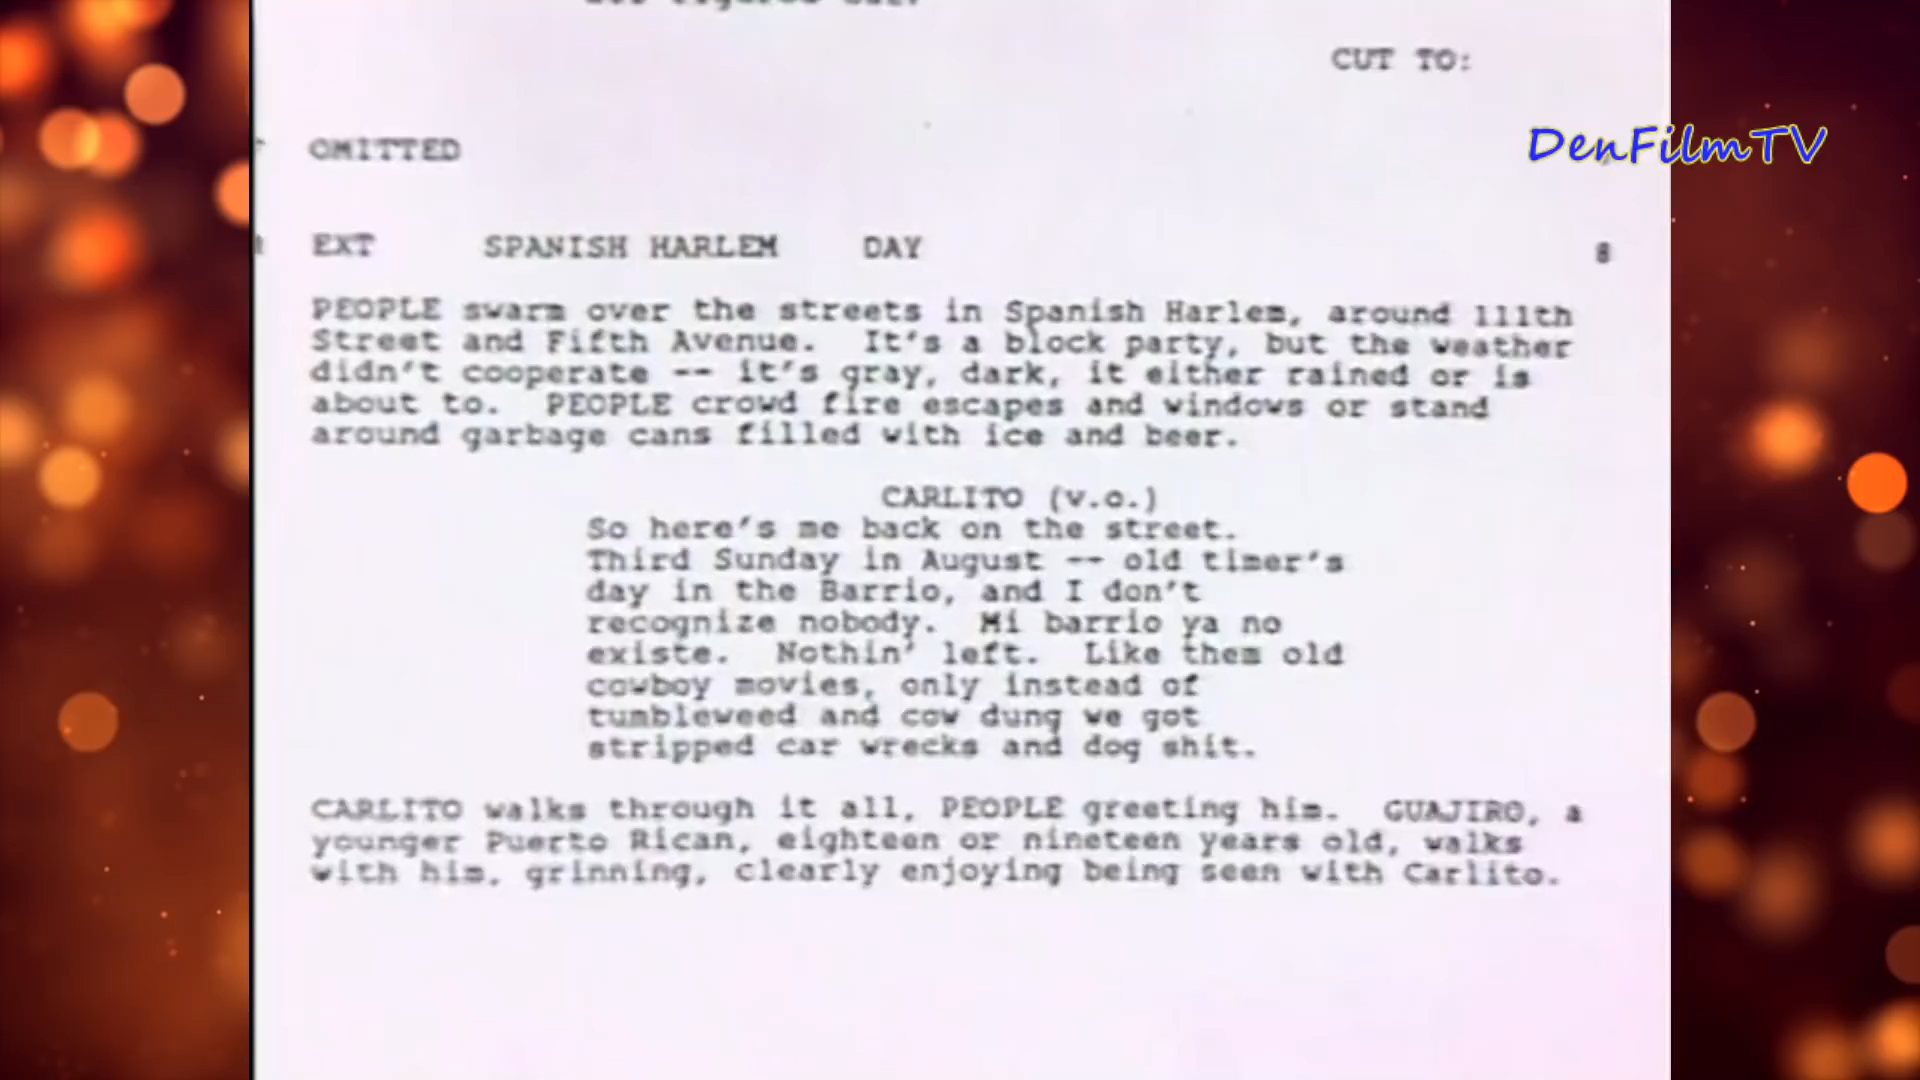 CUT TO:
DenFilmTV
OMITTED
EXT SPANISH HARLEM DAY 8
PEOPLE swarm over the streets in Spanish Harlem, around 111th
Street and Fifth Avenue. It's a block party, but the weather
didn't cooperate -- it's gray, dark, it either rained or is
about to. PEOPLE crowd fire escapes and windows or stand
around garbage cans filled with ice and beer.
CARLITO (v.o.)
So here's me back on the street.
Third Sunday in August -- old timer's
day in the Barrio, and I don't
recognize nobody. Mi barrio ya no
existe. Nothin' left. Like them old
cowboy movies, only instead of
tumbleweed and cow dung we got
stripped car wrecks and dog shit.
CARLITO walks through it all, PEOPLE greeting him. GUAJIRO, a
younger Puerto Rican, eighteen or nineteen years old, walks
with him, grinning, clearly enjoying being seen with Carlito.